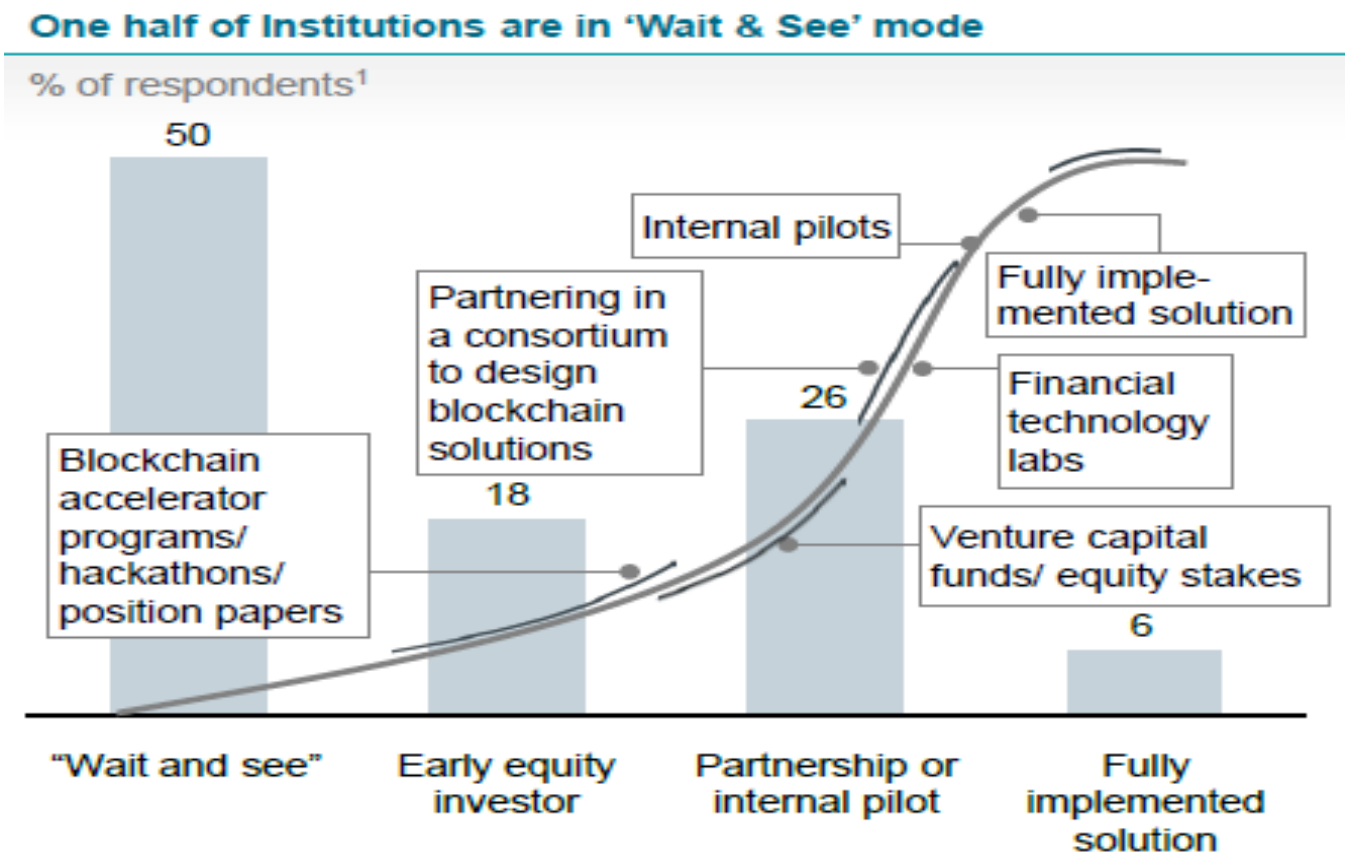 One half of Institutions are in ‘Wait & See’ mode
% of respondents¹
50
Internal pilots
Fully imple-
mented solution
Partnering in
a consortium
to design
blockchain
solutions
26
Financial
technology
labs
Blockchain
accelerator
programs/
hackathons/
position papers
18
Venture capital
funds/ equity stakes
6
“Wait and see”
Early equity
investor
Partnership or
internal pilot
Fully
implemented
solution